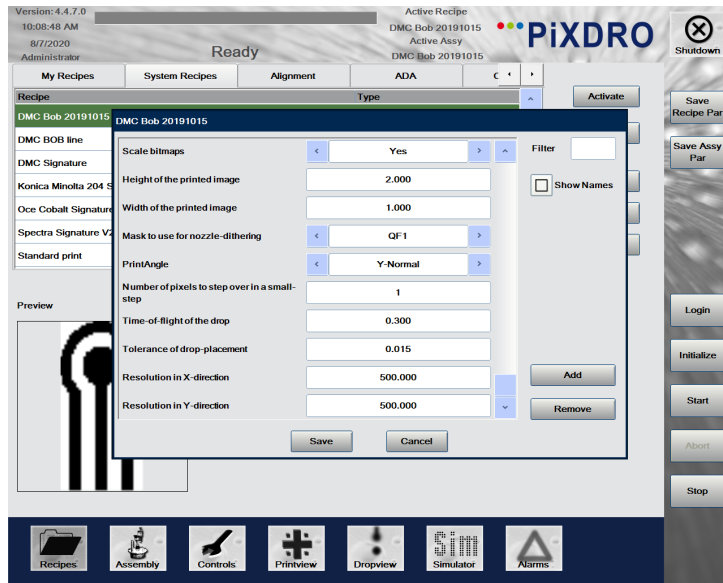 Version: 4.4.7.0
10:08:48 AM
8/7/2020
Administrator
Ready
Active Recipe
DMC Bob 20191015
Active Assy
DMC Bob 20191015
PiXDRO
Shutdown
My Recipes
System Recipes
Alignment
ADA
Recipe
Type
Activate
DMC Bob 20191015
DMC BOB line
DMC Signature
Konica Minolta 204 S
Oce Cobalt Signature
Spectra Signature V2
Standard print
Preview
DMC Bob 20191015
Scale bitmaps
Yes
Height of the printed image
2.000
Width of the printed image
1.000
Mask to use for nozzle-dithering
QF1
PrintAngle
Y-Normal
Number of pixels to step over in a small-
step
1
Time-of-flight of the drop
0.300
Tolerance of drop-placement
0.015
Resolution in X-direction
500.000
Resolution in Y-direction
500.000
Filter
Show Names
Add
Remove
Save
Cancel
Save
Recipe Par
Save Assy
Par
Login
Initialize
Start
Abort
Stop
Recipes
Assembly
Controls
Printview
Dropview
Sim
Simulator
Alarms